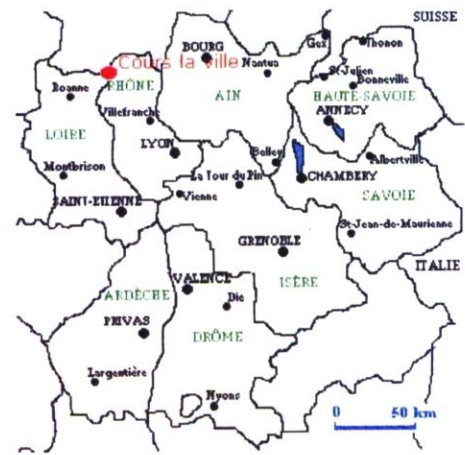 SUISSE
BOURG
Gex
Thonon
Cours la ville
Nantua
St-Julien
Bonneville
Roanne
RHÔNE
AIN
HAUTE-SAVOIE
Villefranche
ANNECY
LOIRE
LYON
Belley
Albertville
Montbrison
La Tour du Pin
CHAMBERY
Vienne
SAVOIE
SAINT-ETIENNE
St-Jean-de-Maurienne
GRENOBLE
ITALIE
ISÈRE
ARDÈCHE
VALENCE
Die
PRIVAS
DRÔME
Largentière
Nyons
0 50 km